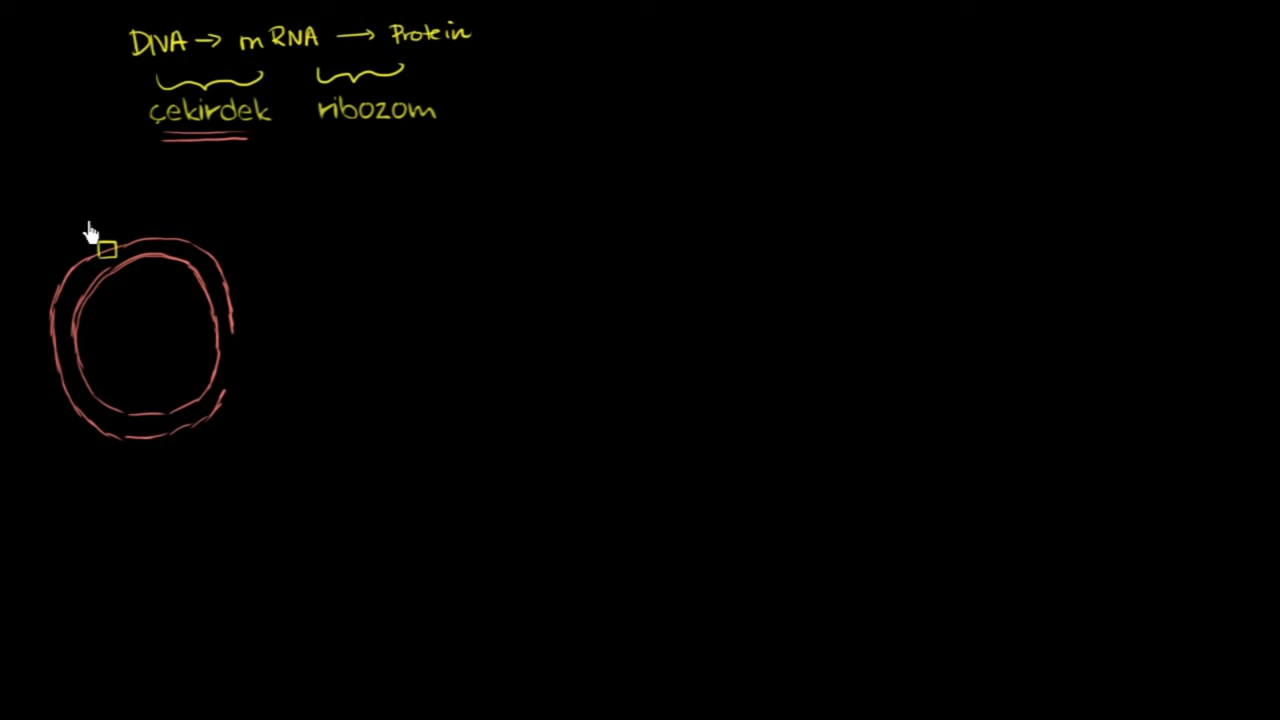 DNA → mRNA → Protein
çekirdek ribozom